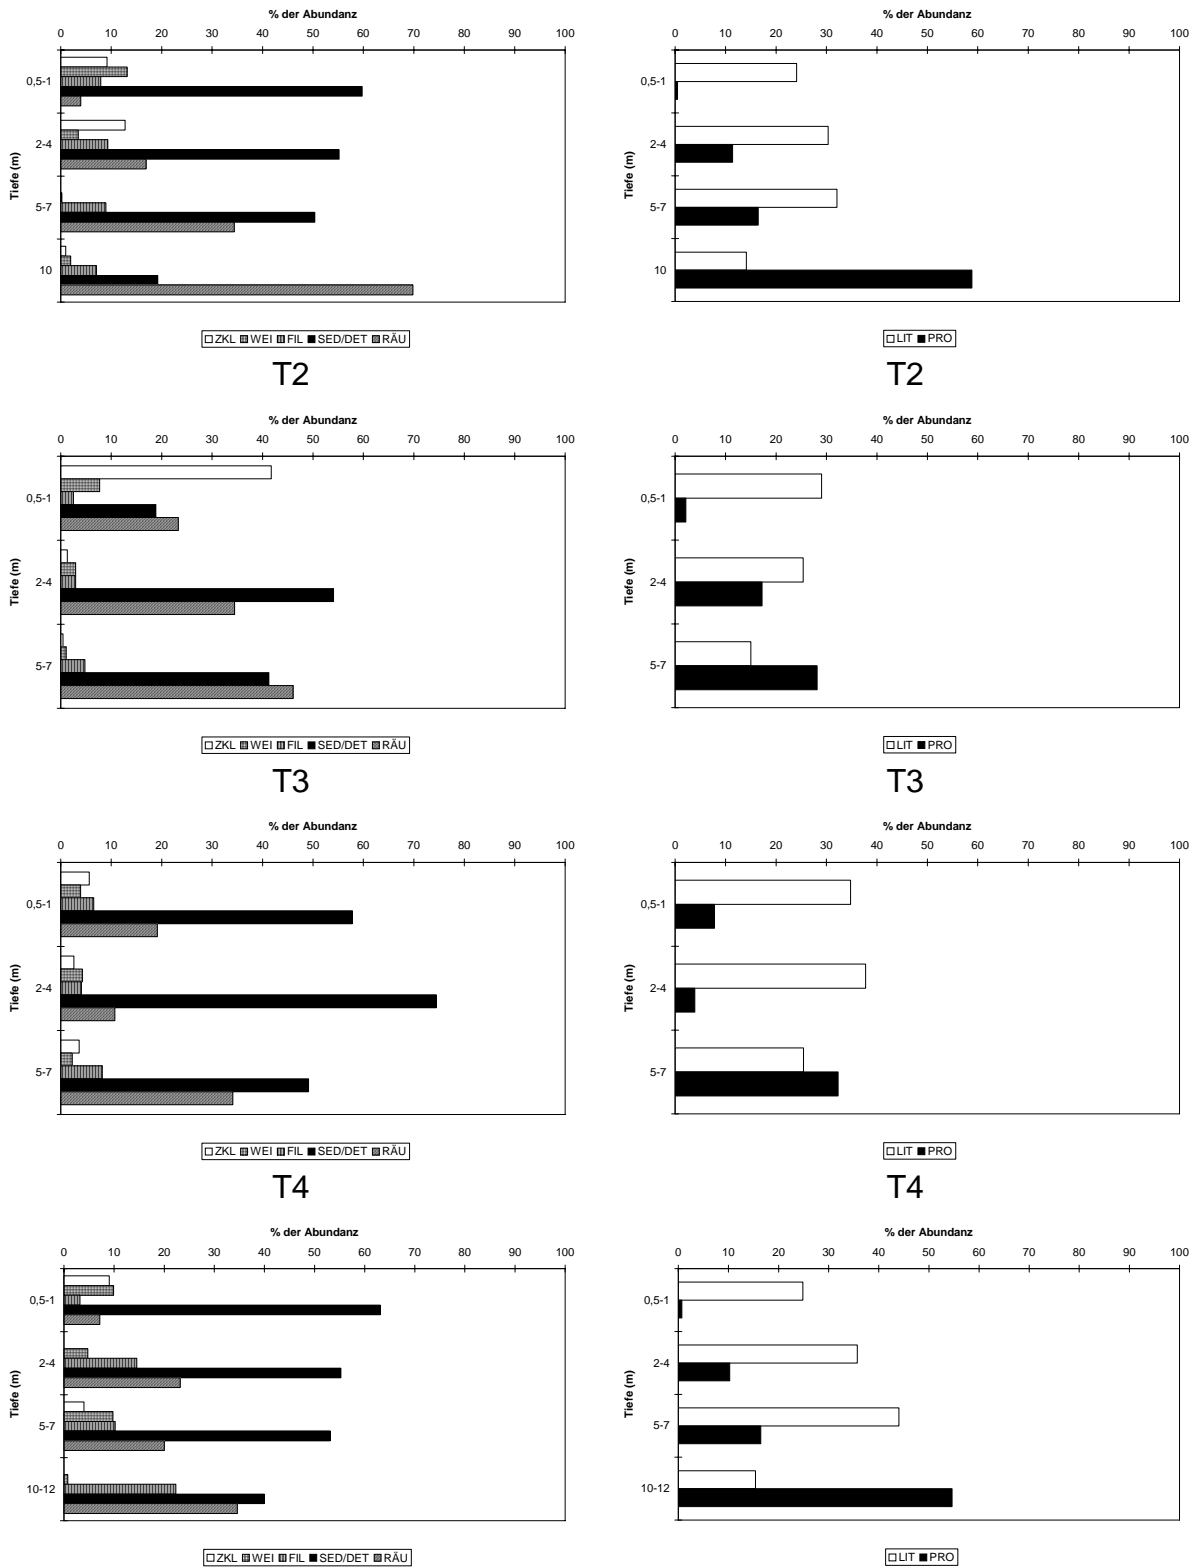 % der Abundanz
0 10 20 30 40 50 60 70 80 90 100
Tiefe (m)
0,5-1
2-4
5-7
10
ZKL WEI FIL SED/DET RÄU
% der Abundanz
0 10 20 30 40 50 60 70 80 90 100
Tiefe (m)
0,5-1
2-4
5-7
10
LIT PRO
T2
T2
% der Abundanz
0 10 20 30 40 50 60 70 80 90 100
Tiefe (m)
0,5-1
2-4
5-7
ZKL WEI FIL SED/DET RÄU
% der Abundanz
0 10 20 30 40 50 60 70 80 90 100
Tiefe (m)
0,5-1
2-4
5-7
LIT PRO
T3
T3
% der Abundanz
0 10 20 30 40 50 60 70 80 90 100
Tiefe (m)
0,5-1
2-4
5-7
ZKL WEI FIL SED/DET RÄU
% der Abundanz
0 10 20 30 40 50 60 70 80 90 100
Tiefe (m)
0,5-1
2-4
5-7
LIT PRO
T4
T4
% der Abundanz
0 10 20 30 40 50 60 70 80 90 100
Tiefe (m)
0,5-1
2-4
5-7
10-12
ZKL WEI FIL SED/DET RÄU
% der Abundanz
0 10 20 30 40 50 60 70 80 90 100
Tiefe (m)
0,5-1
2-4
5-7
10-12
LIT PRO